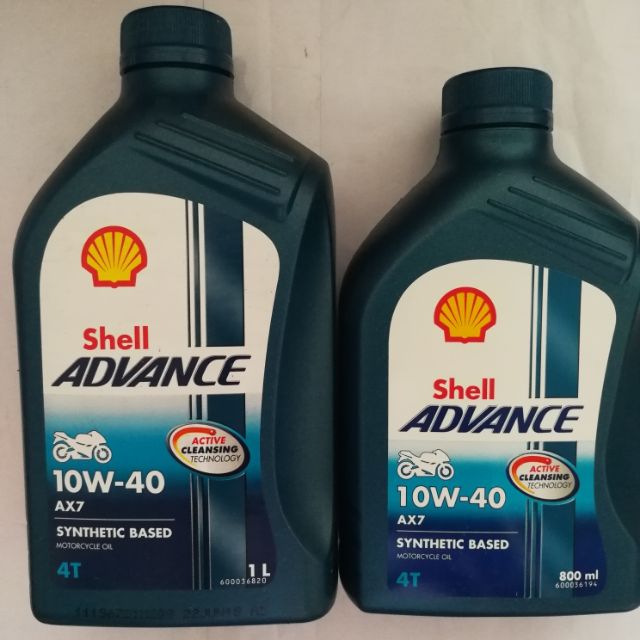 Shell
ADVANCE
ACTIVE
CLEANSING
TECHNOLOGY
10W-40
AX7
SYNTHETIC BASED
MOTORCYCLE OIL
4T
1 L
600036820
Shell
ADVANCE
ACTIVE
CLEANSING
TECHNOLOGY
10W-40
AX7
SYNTHETIC BASED
MOTORCYCLE OIL
4T
800 ml
600036194